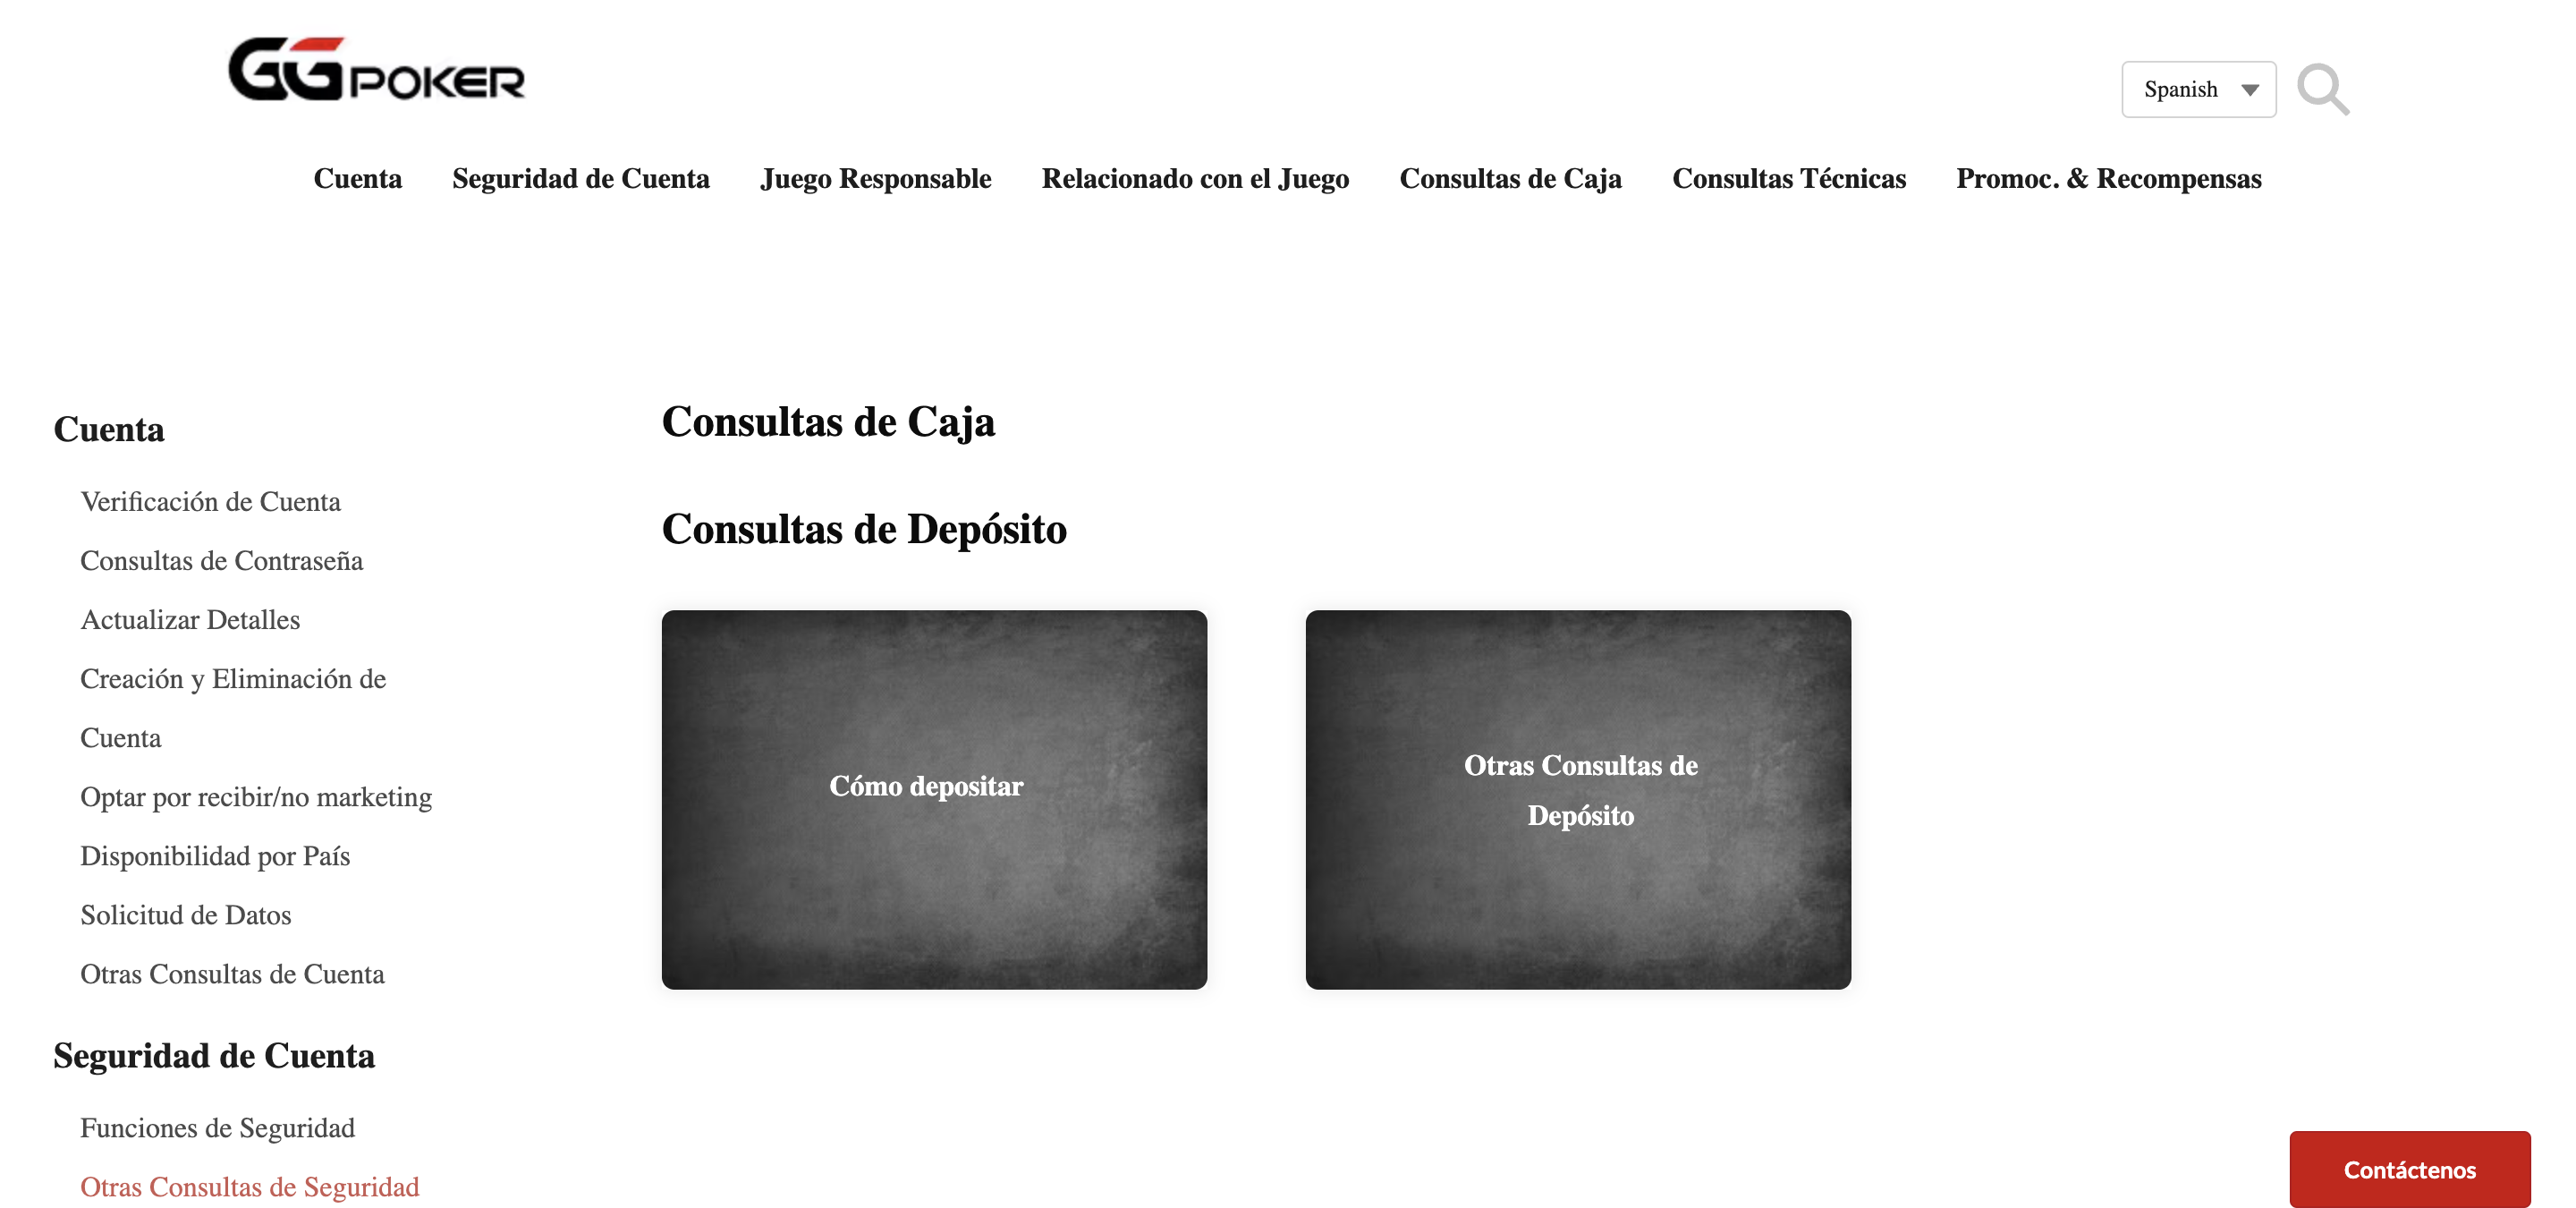 GGPOKER
Spanish
Cuenta Seguridad de Cuenta Juego Responsable Relacionado con el Juego Consultas de Caja Consultas Técnicas Promoc. & Recompensas
Cuenta
Verificación de Cuenta
Consultas de Contraseña
Actualizar Detalles
Creación y Eliminación de
Cuenta
Optar por recibir/no marketing
Disponibilidad por País
Solicitud de Datos
Otras Consultas de Cuenta
Seguridad de Cuenta
Funciones de Seguridad
Otras Consultas de Seguridad
Consultas de Caja
Consultas de Depósito
Cómo depositar
Otras Consultas de
Depósito
Contáctenos